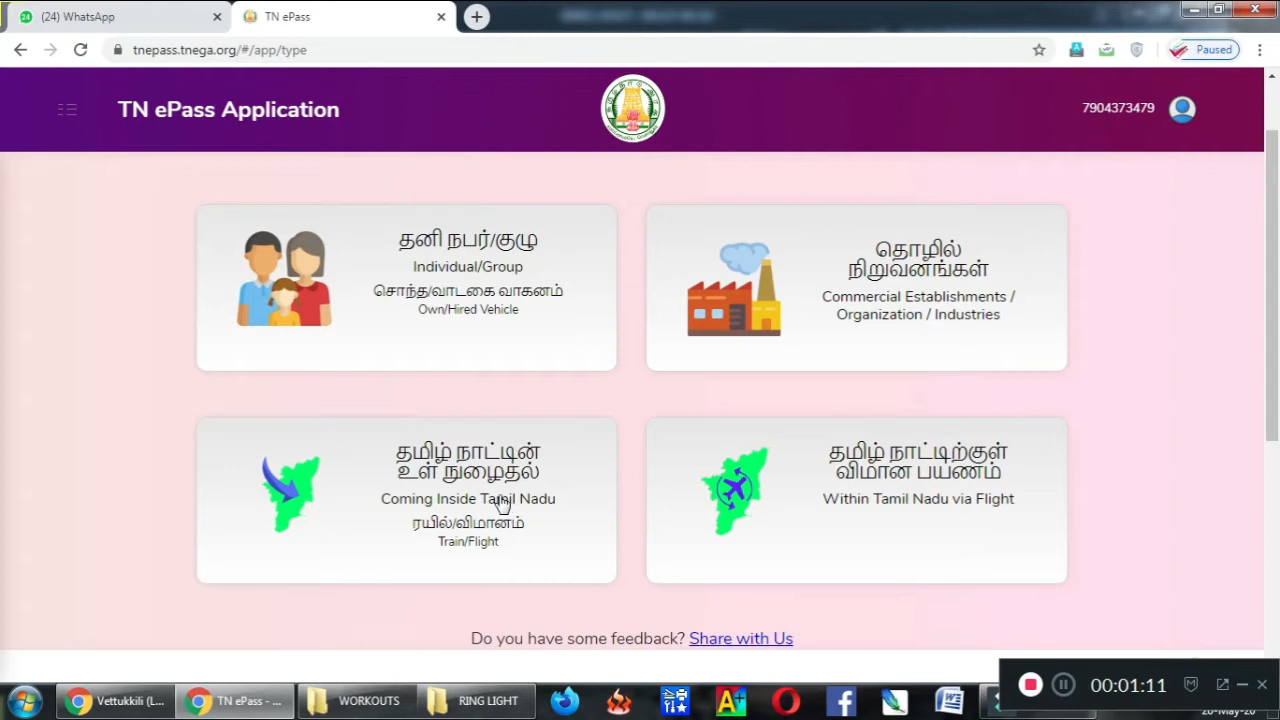 (24) WhatsApp
TN ePass
tnepass.tnega.org/#/app/type
Paused
TN ePass Application
7904373479
தனி நபர்/குழு
Individual/Group
சொந்த/வாடகை வாகனம்
Own/Hired Vehicle
தொழில்
நிறுவனங்கள்
Commercial Establishments /
Organization / Industries
தமிழ் நாட்டின்
உள் நுழைதல்
Coming Inside Tamil Nadu
ரயில்/விமானம்
Train/Flight
தமிழ் நாட்டிற்குள்
விமான பயணம்
Within Tamil Nadu via Flight
Do you have some feedback? Share with Us
Vettukkili (L...
TN ePass - ...
WORKOUTS
RING LIGHT
00:01:11